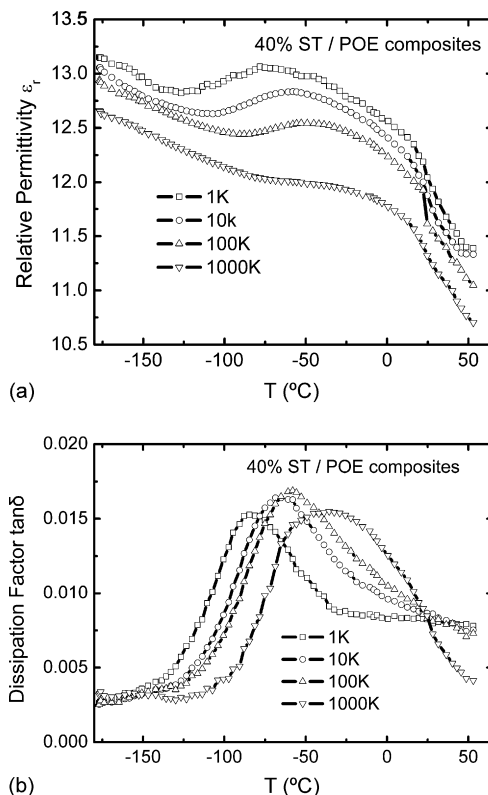 40% ST / POE composites
Relative Permittivity εr
13.5
13.0
12.5
12.0
11.5
11.0
10.5
1K
10k
100K
1000K
-150 -100 -50 0 50
(a)
T (ºC)
40% ST / POE composites
Dissipation Factor tanδ
0.020
0.015
0.010
0.005
0.000
1K
10K
100K
1000K
-150 -100 -50 0 50
(b)
T (ºC)